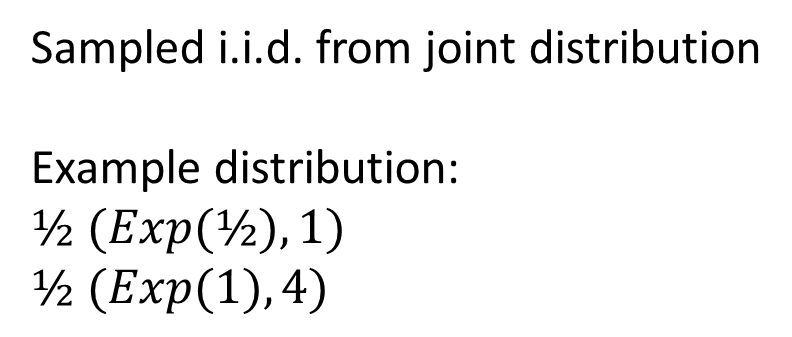 Sampled i.i.d. from joint distribution
Example distribution:
½ (Exp(½), 1)
½ (Exp(1), 4)